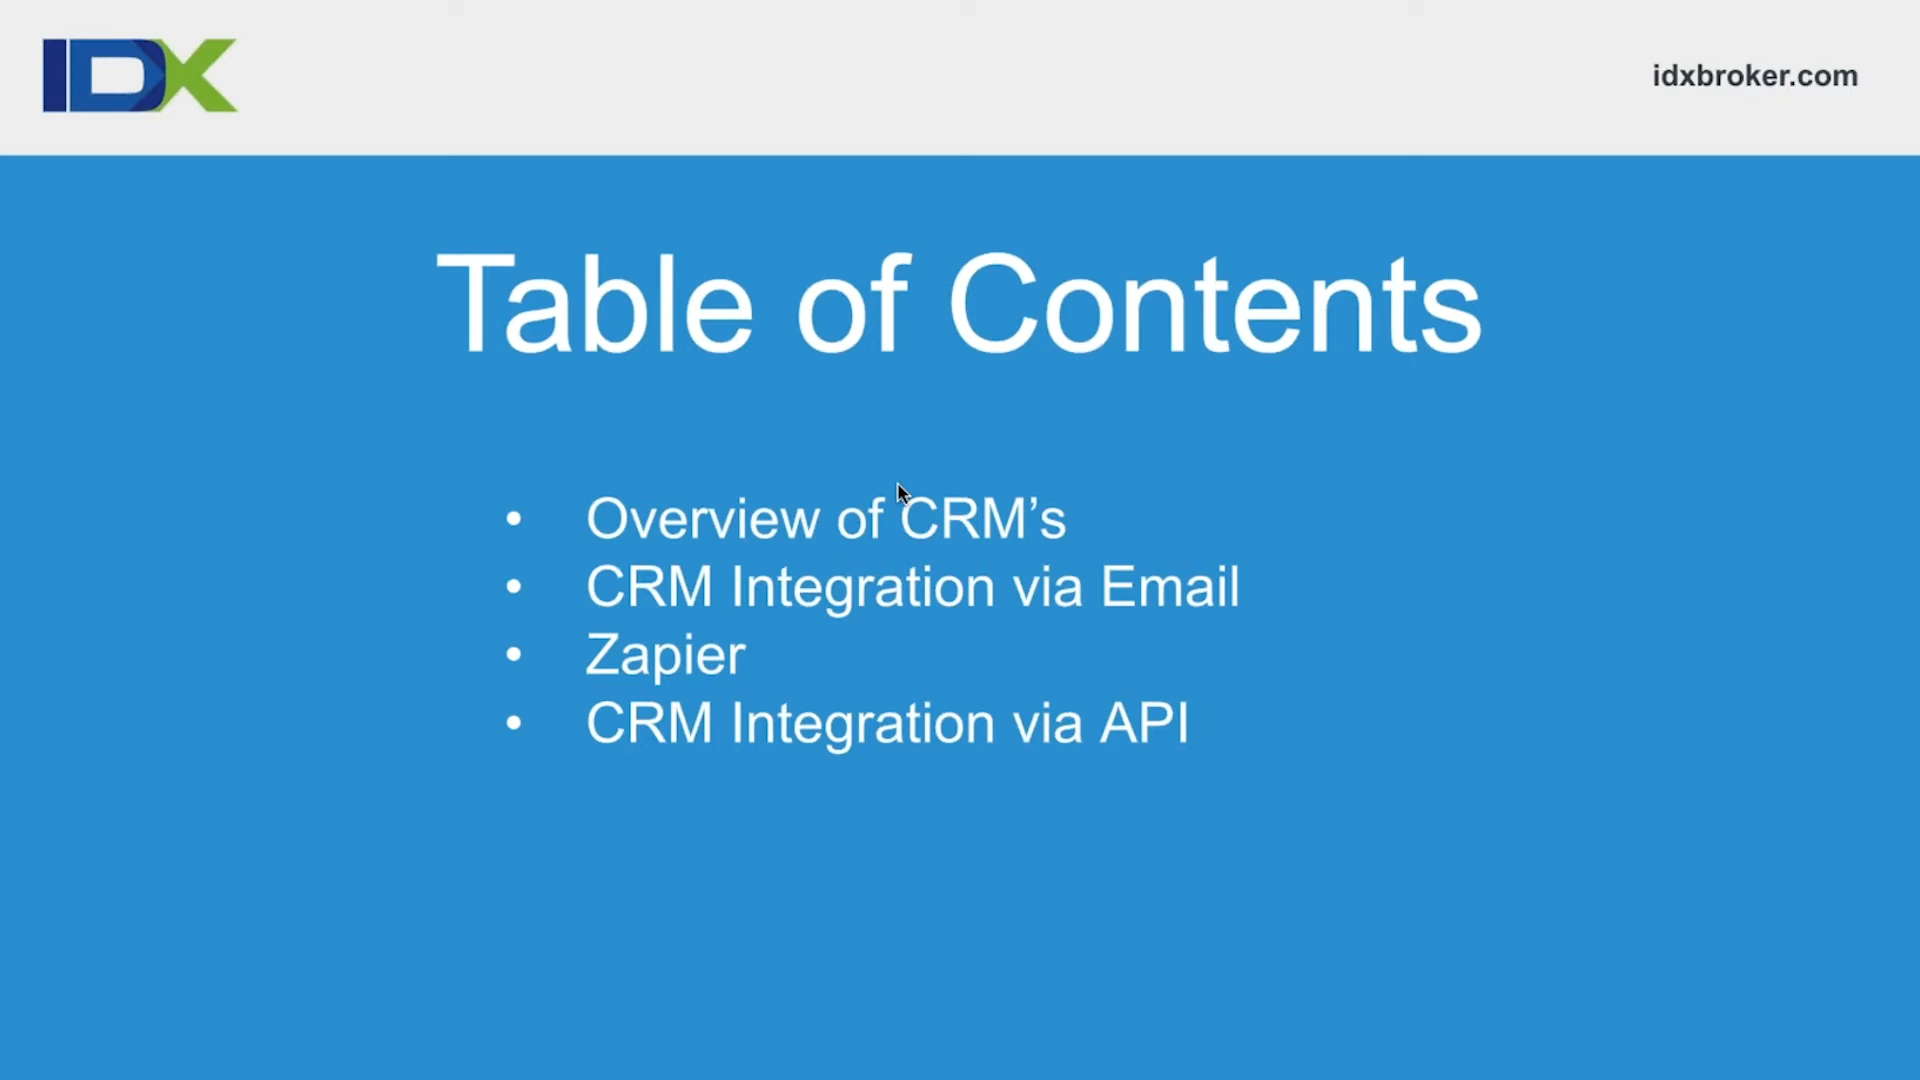 IDX
idxbroker.com
Table of Contents
• Overview of CRM’s
• CRM Integration via Email
• Zapier
• CRM Integration via API